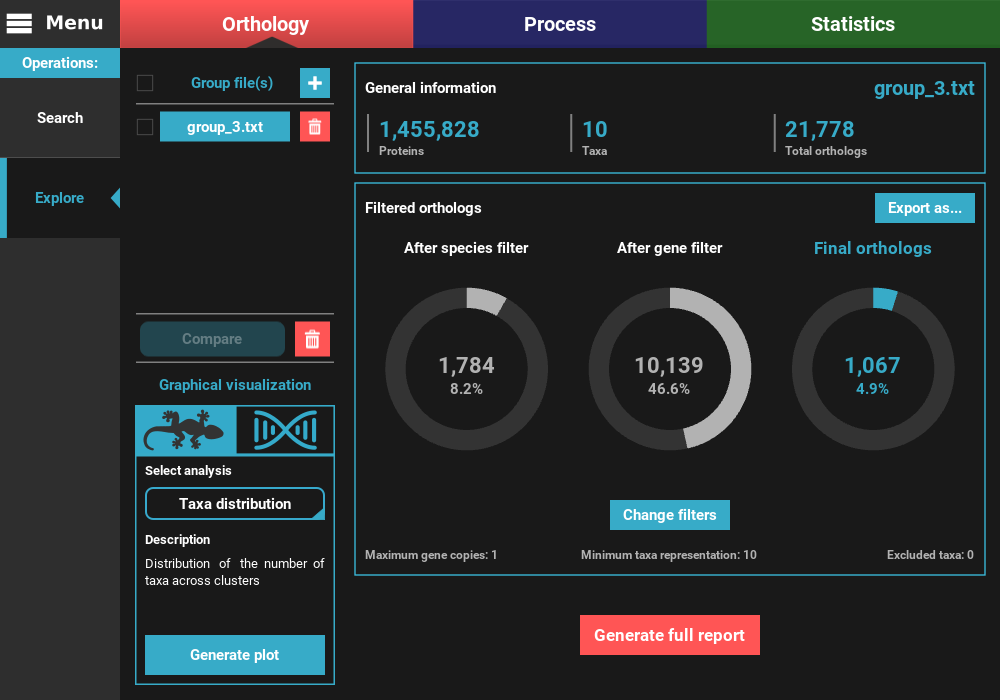 Menu
Orthology
Process
Statistics
Operations:
Search
Explore
Group file(s)
group_3.txt
Compare
Graphical visualization
Select analysis
Taxa distribution
Description
Distribution of the number of
taxa across clusters
Generate plot
General information
group_3.txt
1,455,828
Proteins
10
Taxa
21,778
Total orthologs
Filtered orthologs
Export as...
After species filter
After gene filter
Final orthologs
1,784
8.2%
10,139
46.6%
1,067
4.9%
Change filters
Maximum gene copies: 1
Minimum taxa representation: 10
Excluded taxa: 0
Generate full report